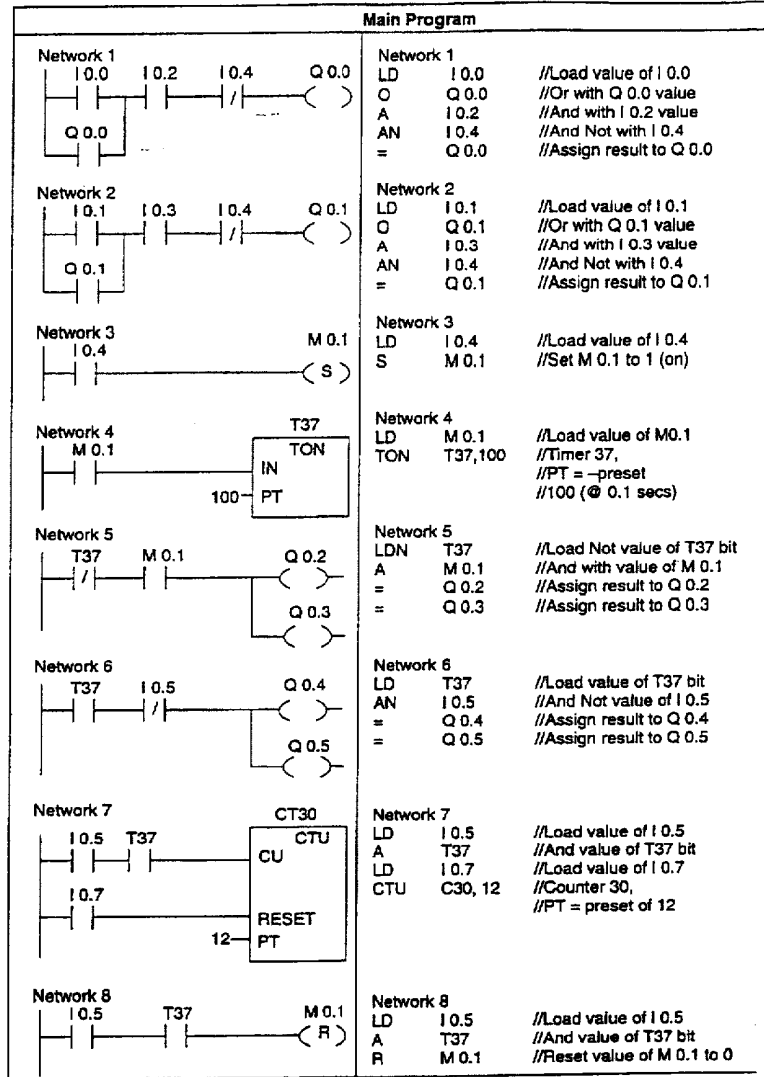 Main Program
Network 1
I 0.0 I 0.2 I 0.4 Q 0.0
/
Q 0.0
Network 1
LD I 0.0 //Load value of I 0.0
O Q 0.0 //Or with Q 0.0 value
A I 0.2 //And with I 0.2 value
AN I 0.4 //And Not with I 0.4
= Q 0.0 //Assign result to Q 0.0
Network 2
I 0.1 I 0.3 I 0.4 Q 0.1
/
Q 0.1
Network 2
LD I 0.1 //Load value of I 0.1
O Q 0.1 //Or with Q 0.1 value
A I 0.3 //And with I 0.3 value
AN I 0.4 //And Not with I 0.4
= Q 0.1 //Assign result to Q 0.1
Network 3
I 0.4 M 0.1
S
Network 3
LD I 0.4 //Load value of I 0.4
S M 0.1 //Set M 0.1 to 1 (on)
Network 4
M 0.1 T37
TON
IN
100 PT
Network 4
LD M 0.1 //Load value of M0.1
TON T37,100 //Timer 37,
//PT = –preset
//100 (@ 0.1 secs)
Network 5
T37 M 0.1 Q 0.2
/
Q 0.3
Network 5
LDN T37 //Load Not value of T37 bit
A M 0.1 //And with value of M 0.1
= Q 0.2 //Assign result to Q 0.2
= Q 0.3 //Assign result to Q 0.3
Network 6
T37 I 0.5 Q 0.4
/
Q 0.5
Network 6
LD T37 //Load value of T37 bit
AN I 0.5 //And Not value of I 0.5
= Q 0.4 //Assign result to Q 0.4
= Q 0.5 //Assign result to Q 0.5
Network 7
CT30
I 0.5 T37 CTU
CU
I 0.7
RESET
12 PT
Network 7
LD I 0.5 //Load value of I 0.5
A T37 //And value of T37 bit
LD I 0.7 //Load value of I 0.7
CTU C30, 12 //Counter 30,
//PT = preset of 12
Network 8
I 0.5 T37 M 0.1
R
Network 8
LD I 0.5 //Load value of I 0.5
A T37 //And value of T37 bit
R M 0.1 //Reset value of M 0.1 to 0